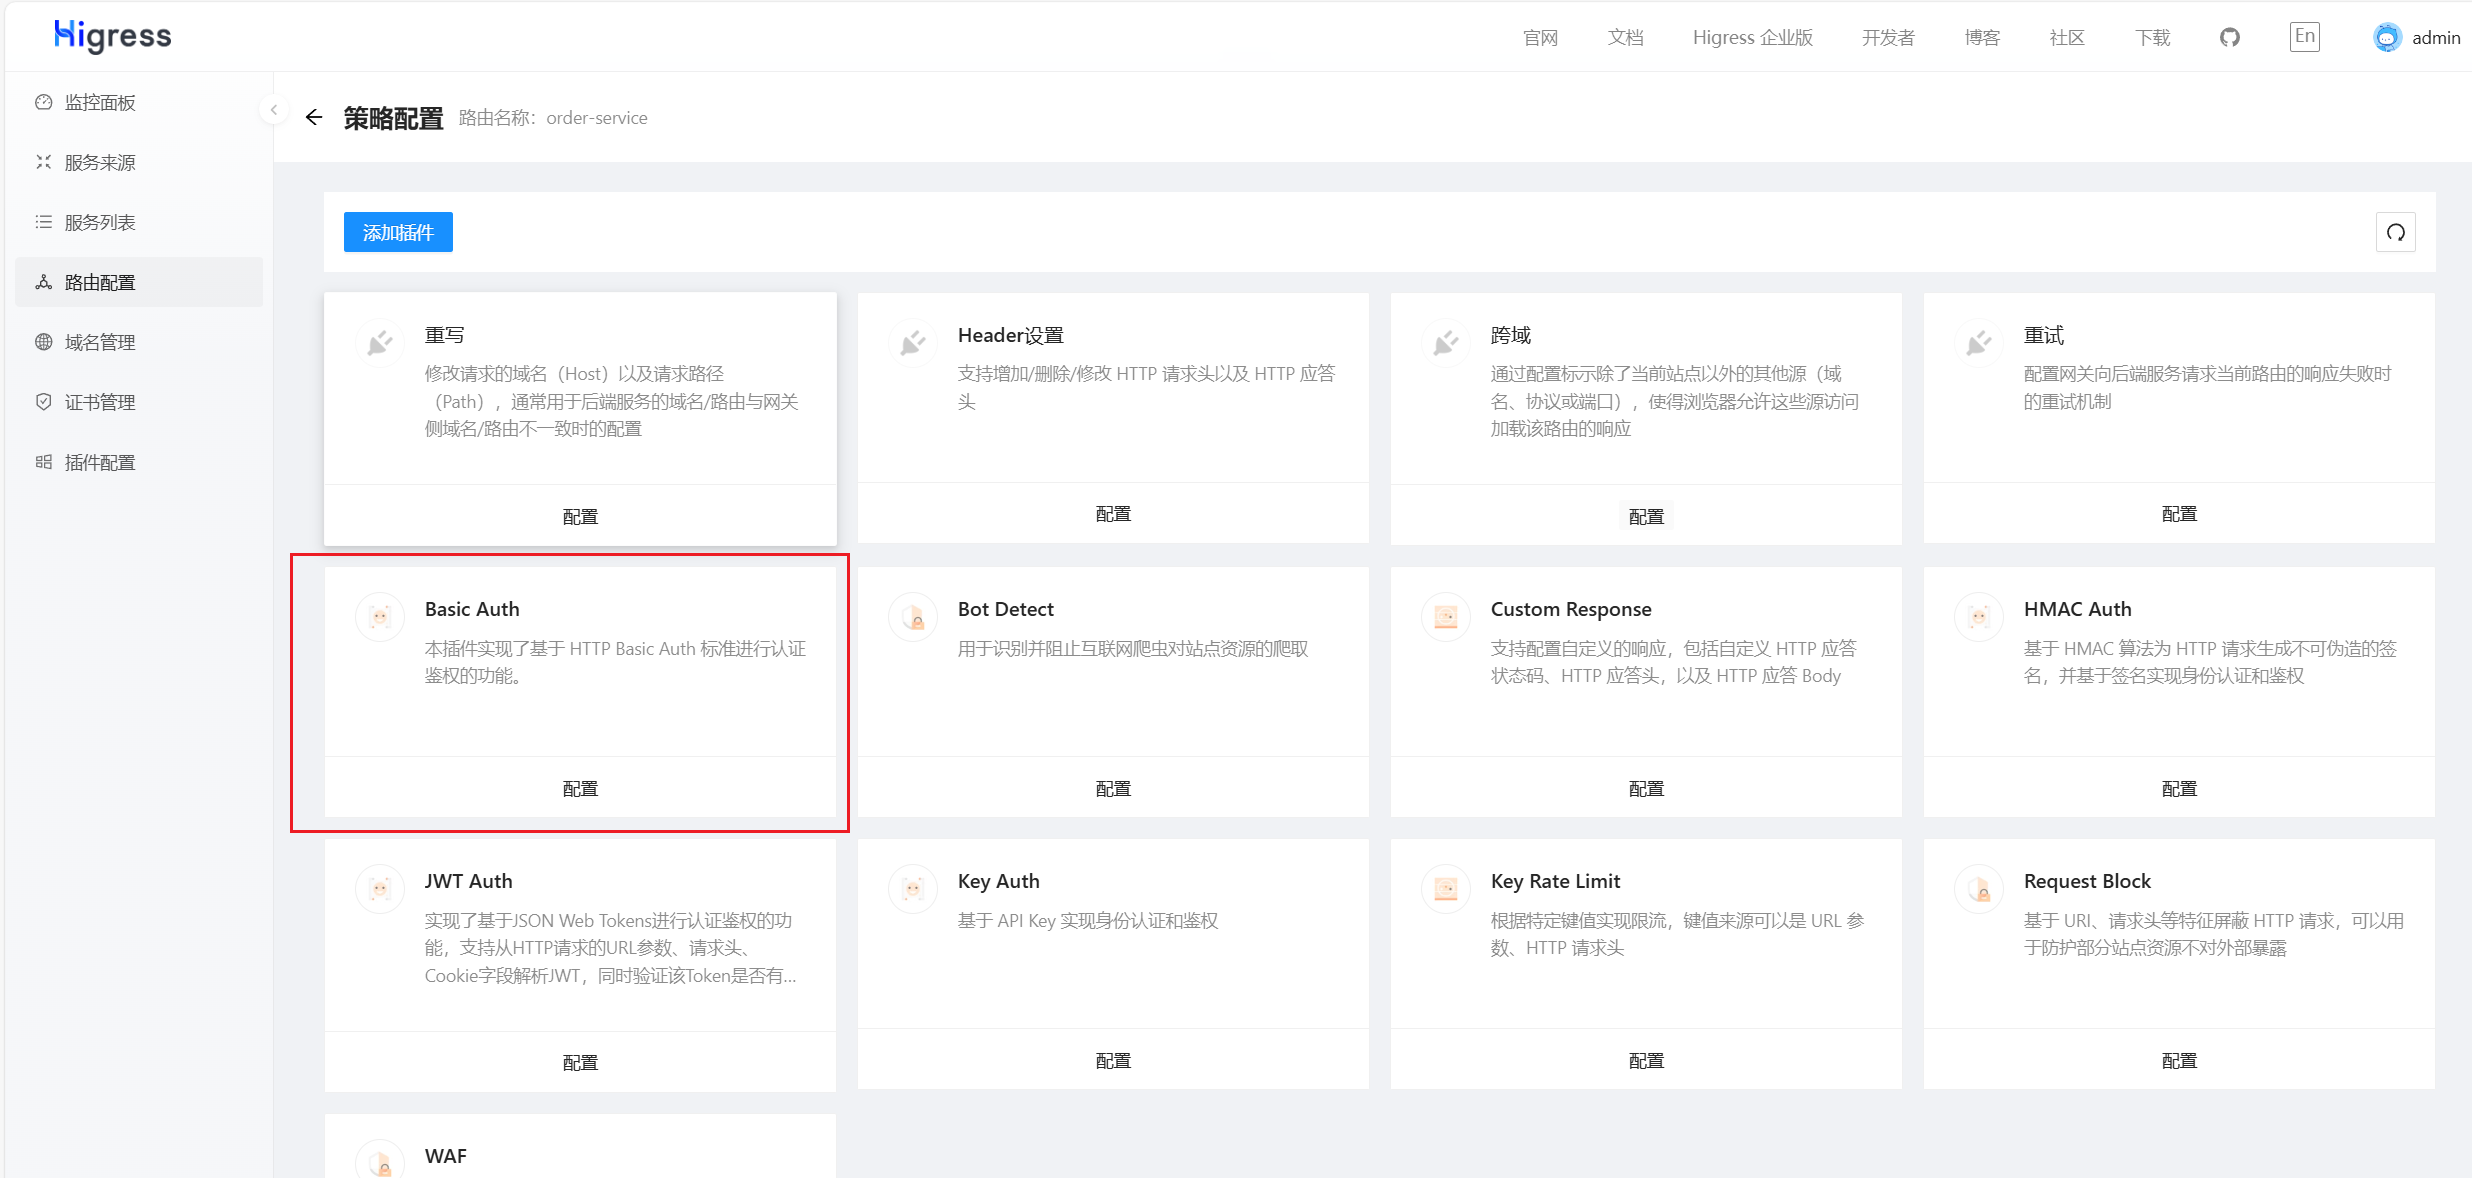 Higress
官网
文档
Higress 企业版
开发者
博客
社区
下载
En
admin
监控面板
服务来源
服务列表
路由配置
域名管理
证书管理
插件配置
策略配置
路由名称：order-service
添加插件
重写
修改请求的域名（Host）以及请求路径
（Path），通常用于后端服务的域名/路由与网关
侧域名/路由不一致时的配置
配置
Header设置
支持增加/删除/修改 HTTP 请求头以及 HTTP 应答
头
配置
跨域
通过配置标示除了当前站点以外的其他源（域
名、协议或端口），使得浏览器允许这些源访问
加载该路由的响应
配置
重试
配置网关向后端服务请求当前路由的响应失败时
的重试机制
配置
Basic Auth
本插件实现了基于 HTTP Basic Auth 标准进行认证
鉴权的功能。
配置
Bot Detect
用于识别并阻止互联网爬虫对站点资源的爬取
配置
Custom Response
支持配置自定义的响应，包括自定义 HTTP 应答
状态码、HTTP 应答头，以及 HTTP 应答 Body
配置
HMAC Auth
基于 HMAC 算法为 HTTP 请求生成不可伪造的签
名，并基于签名实现身份认证和鉴权
配置
JWT Auth
实现了基于JSON Web Tokens进行认证鉴权的功
能，支持从HTTP请求的URL参数、请求头、
Cookie字段解析JWT，同时验证该Token是否有...
配置
Key Auth
基于 API Key 实现身份认证和鉴权
配置
Key Rate Limit
根据特定键值实现限流，键值来源可以是 URL 参
数、HTTP 请求头
配置
Request Block
基于 URI、请求头等特征屏蔽 HTTP 请求，可以用
于防护部分站点资源不对外部暴露
配置
WAF